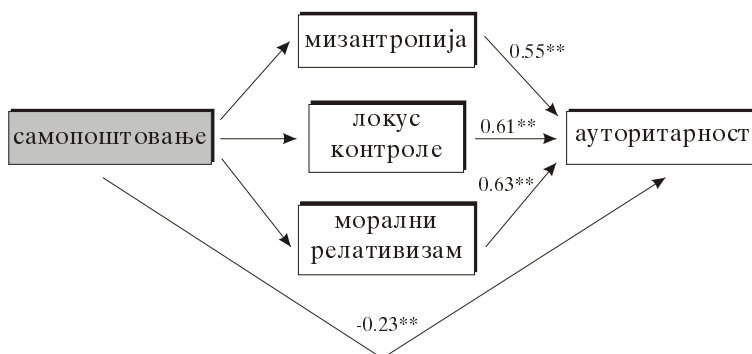 мизантропија
0.55**
самопоштовање
локус
контроле
0.61**
ауторитарност
0.63**
морални
релативизам
-0.23**